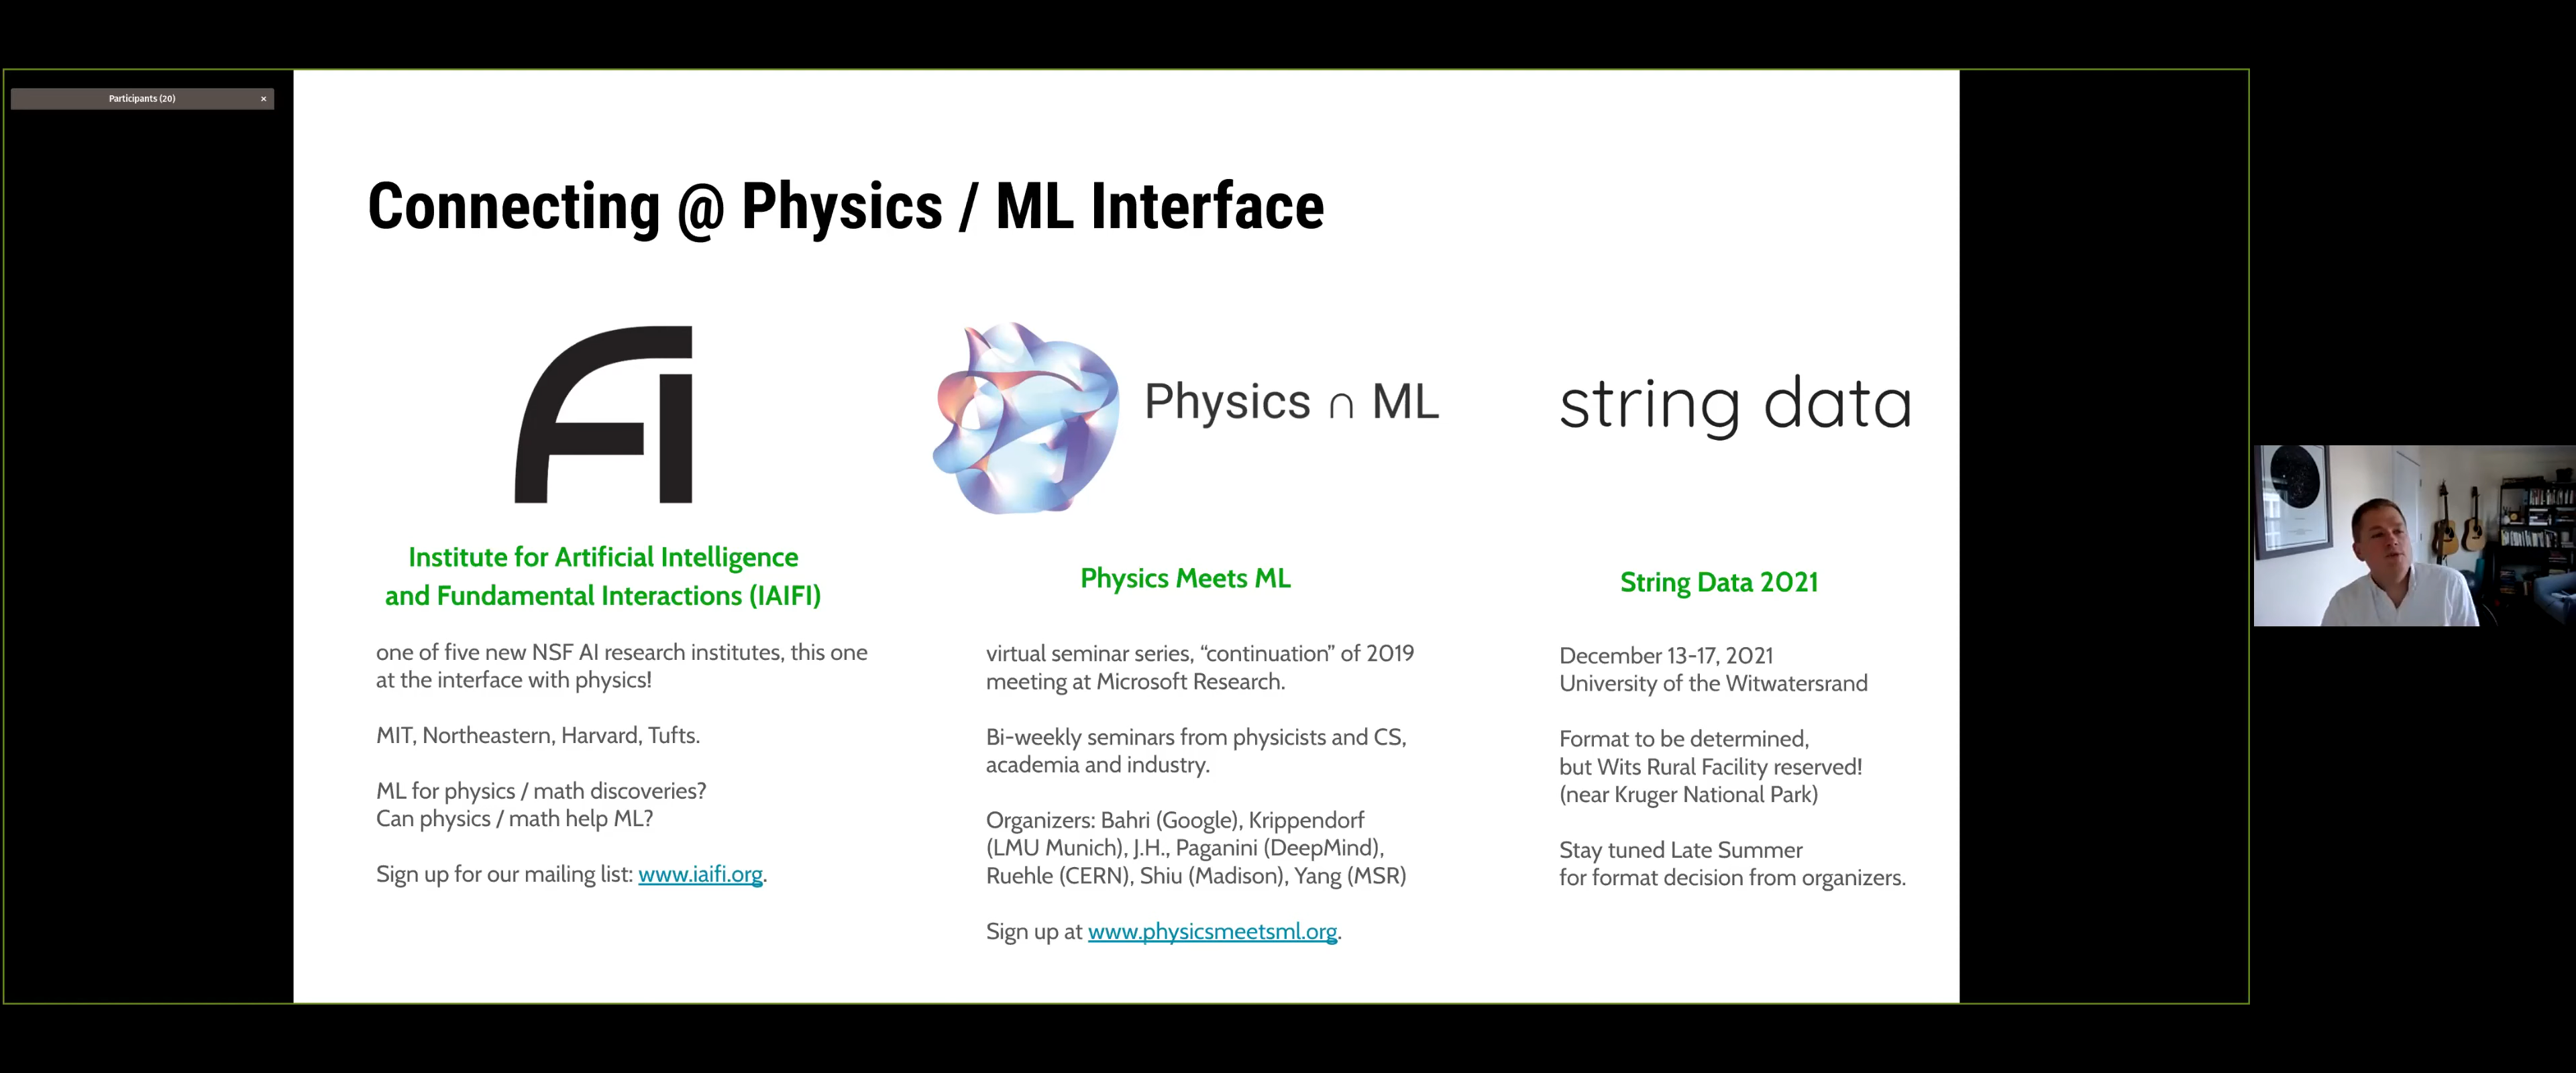 Participants (20)
Connecting @ Physics / ML Interface
AI
Physics ∩ ML
string data
Institute for Artificial Intelligence
and Fundamental Interactions (IAIFI)
one of five new NSF AI research institutes, this one
at the interface with physics!
MIT, Northeastern, Harvard, Tufts.
ML for physics / math discoveries?
Can physics / math help ML?
Sign up for our mailing list: www.iaifi.org.
Physics Meets ML
virtual seminar series, “continuation” of 2019
meeting at Microsoft Research.
Bi-weekly seminars from physicists and CS,
academia and industry.
Organizers: Bahri (Google), Krippendorf
(LMU Munich), J.H., Paganini (DeepMind),
Ruehle (CERN), Shiu (Madison), Yang (MSR)
Sign up at www.physicsmeetsml.org.
String Data 2021
December 13-17, 2021
University of the Witwatersrand
Format to be determined,
but Wits Rural Facility reserved!
(near Kruger National Park)
Stay tuned Late Summer
for format decision from organizers.